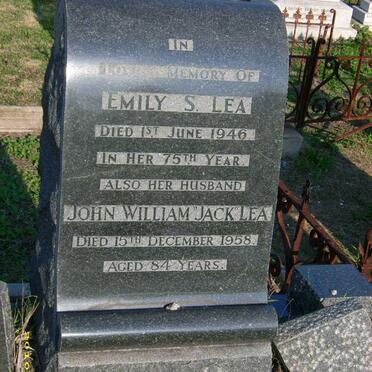 IN
LOVING MEMORY OF
EMILY S. LEA
DIED 1ST JUNE 1946.
IN HER 75TH YEAR.
ALSO HER HUSBAND
JOHN WILLIAM JACK LEA
DIED 15TH DECEMBER 1958.
AGED 84 YEARS.